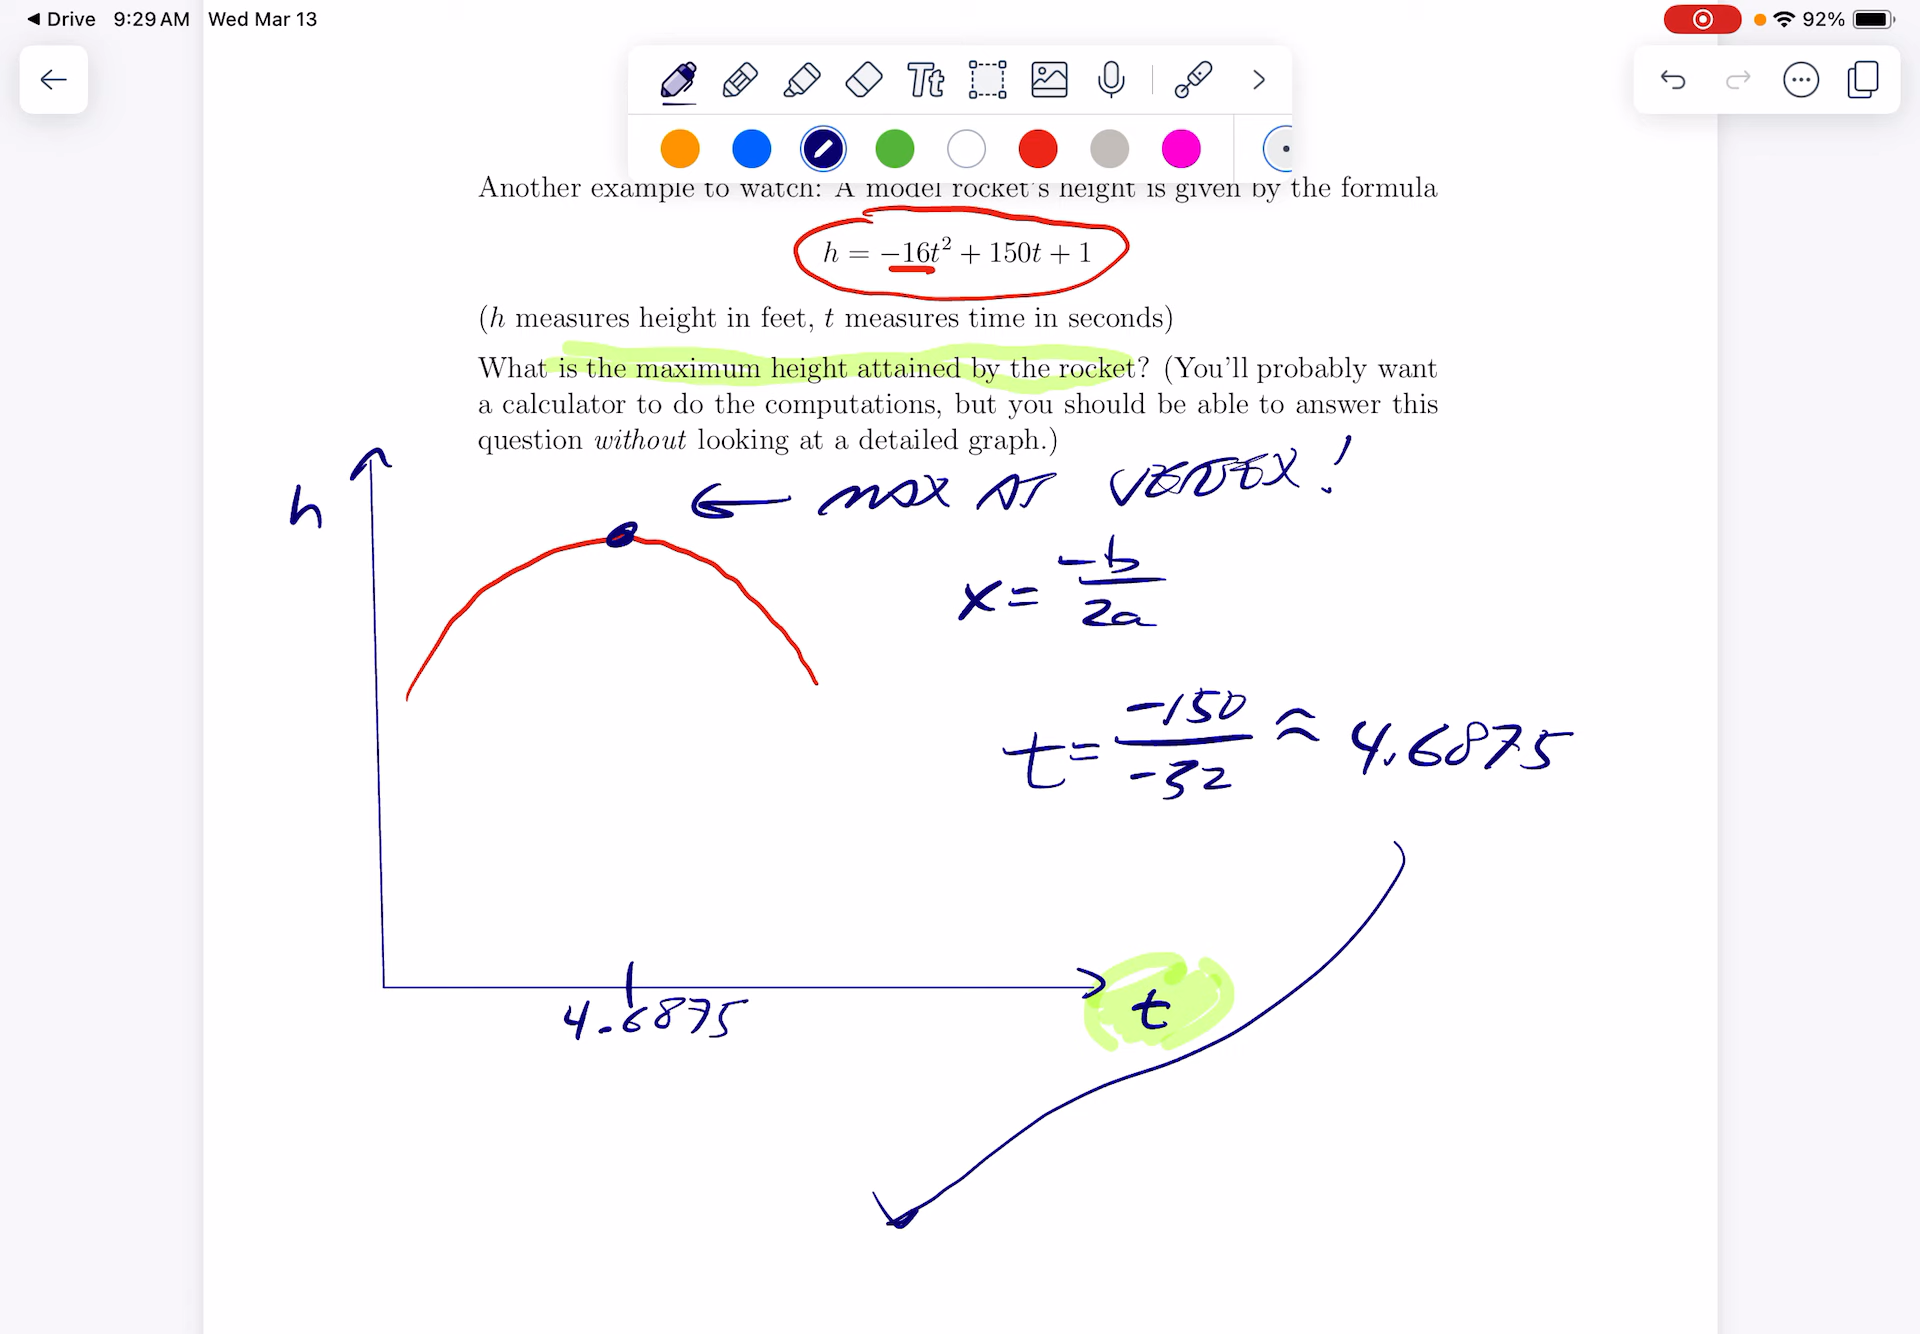 ◀ Drive 9:29 AM Wed Mar 13
92%
Tt
Another example to watch: A model rocket's height is given by the formula
h = −16t² + 150t + 1
(h measures height in feet, t measures time in seconds)
What is the maximum height attained by the rocket? (You'll probably want
a calculator to do the computations, but you should be able to answer this
question without looking at a detailed graph.)
h
← MAX AT VERTEX!
x = -b/2a
t = -150/-32 ≈ 4.6875
4.6875
t